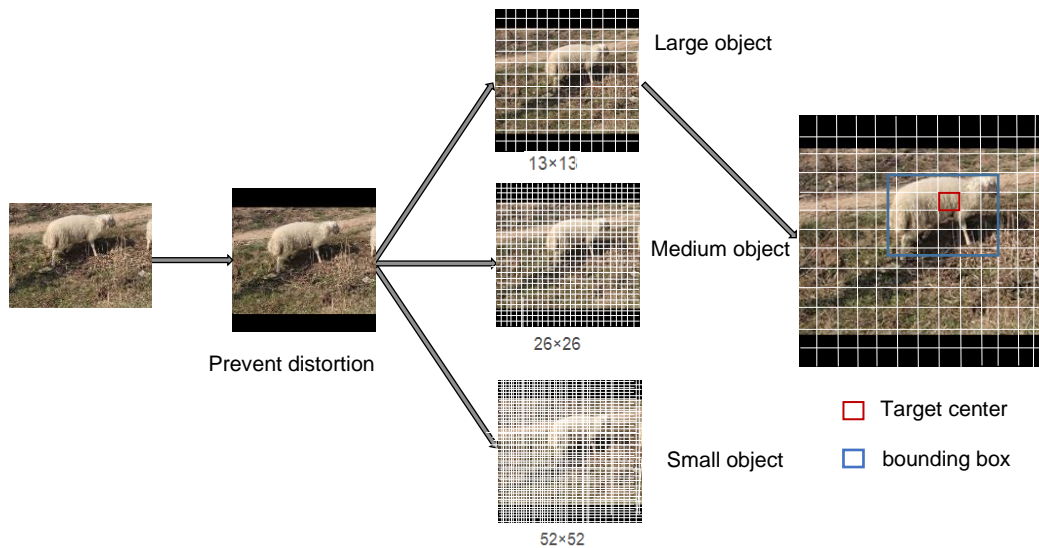 Large object
13×13
Medium object
26×26
Prevent distortion
Target center
Small object
bounding box
52×52